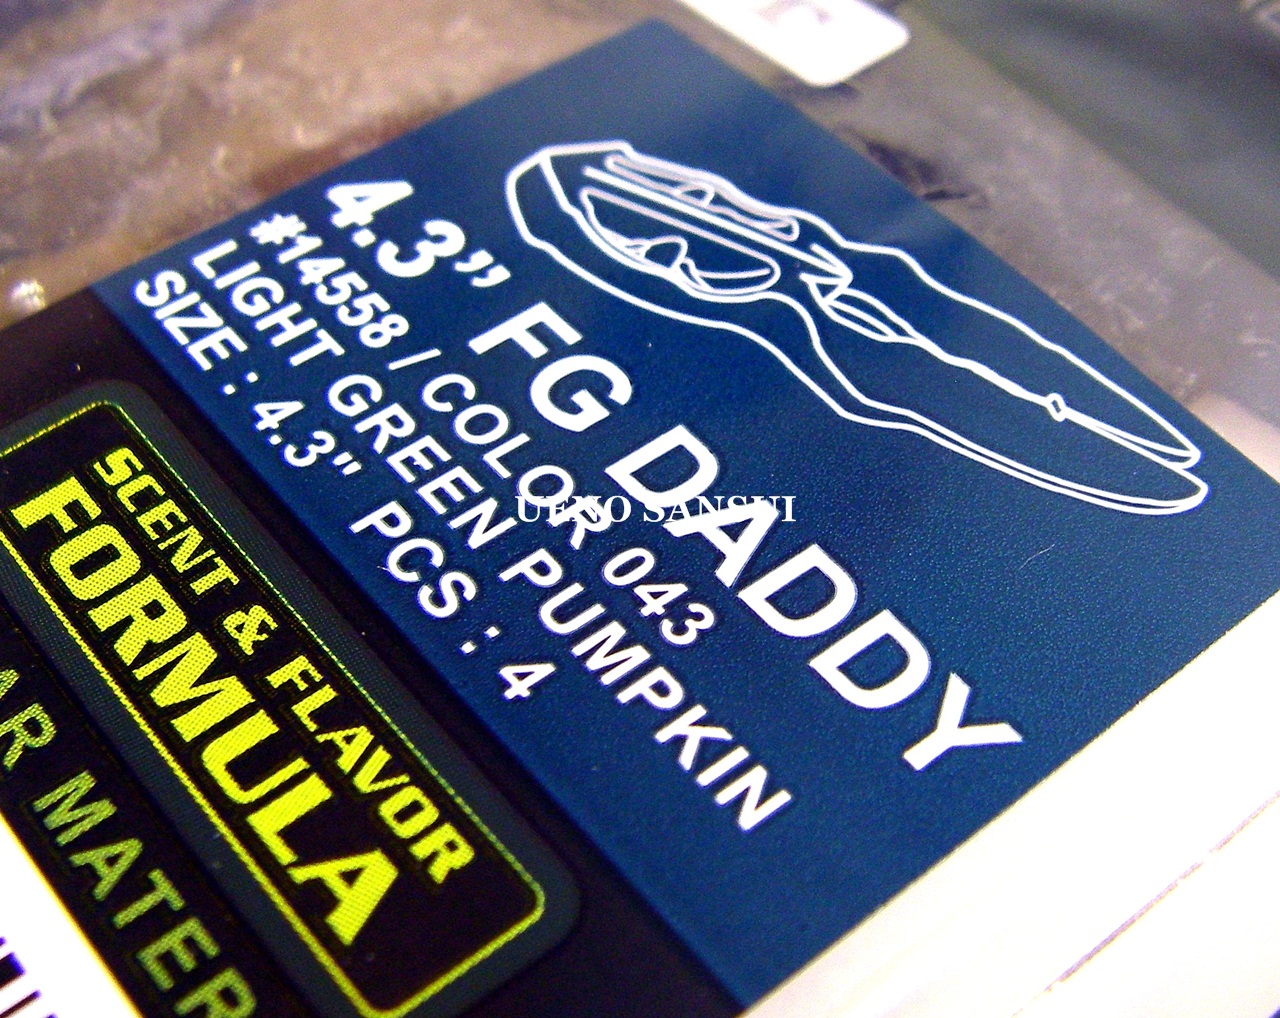 4.3” FG DADDY
#14558 / COLOR 043
LIGHT GREEN PUMPKIN
SIZE : 4.3" PCS : 4
SCENT & FLAVOR
FORMULA
UENO SANSUI